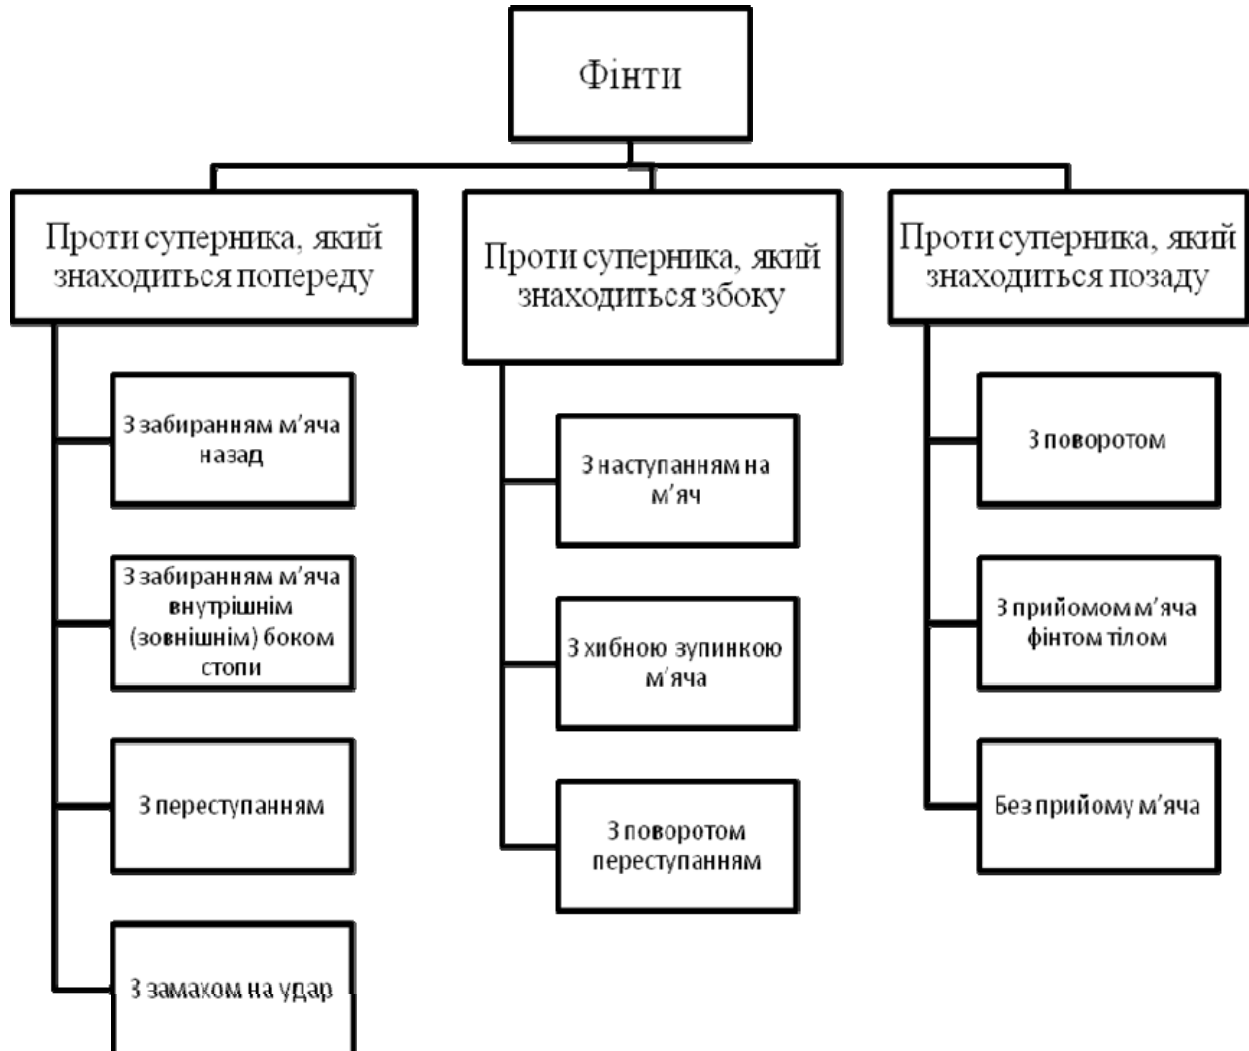 Фінти
Проти суперника, який
знаходиться попереду
З забиранням м’яча
назад
З забиранням м’яча
внутрішнім
(зовнішнім) боком
стопи
З переступанням
З замахом на удар
Проти суперника, який
знаходиться збоку
З наступанням на
м’яч
З хибною зупинкою
м’яча
З поворотом
переступанням
Проти суперника, який
знаходиться позаду
З поворотом
З прийомом м’яча
фінтом тілом
Без прийому м’яча